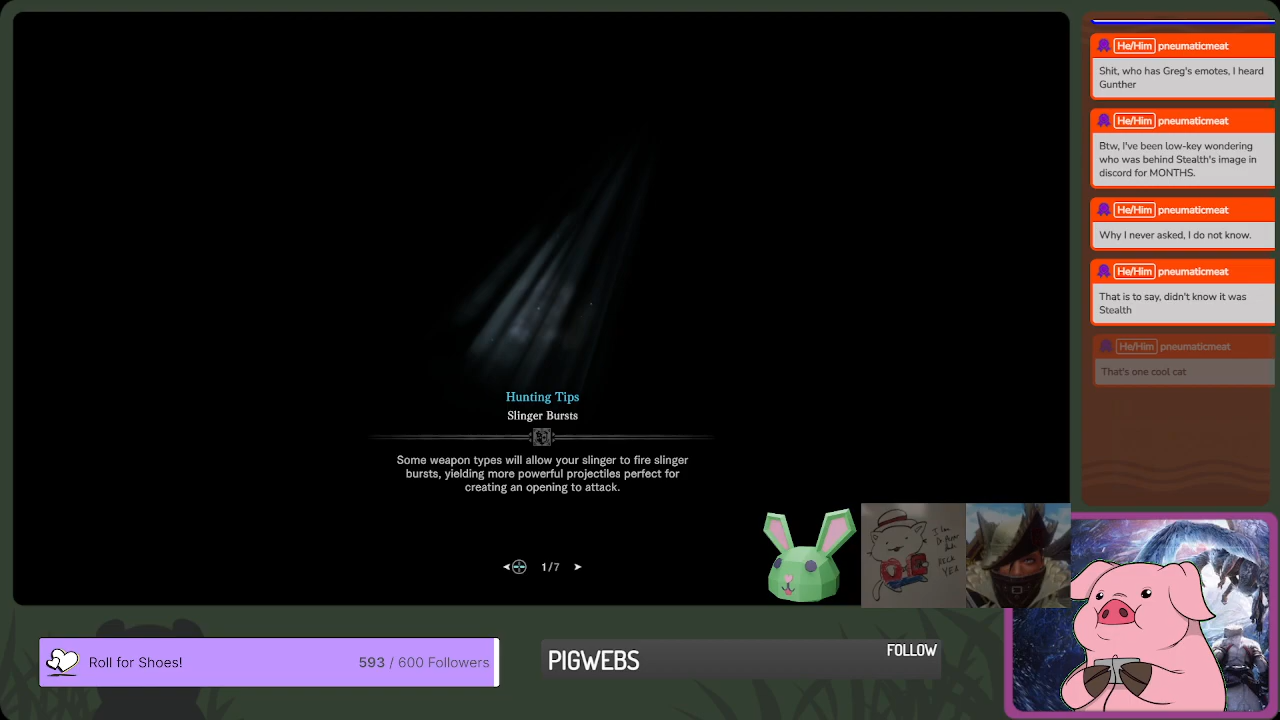 He/Him pneumaticmeat
Shit, who has Greg's emotes, I heard
Gunther
He/Him pneumaticmeat
Btw, I've been low-key wondering
who was behind Stealth's image in
discord for MONTHS.
He/Him pneumaticmeat
Why I never asked, I do not know.
He/Him pneumaticmeat
That is to say, didn't know it was
Stealth
He/Him pneumaticmeat
That's one cool cat
Hunting Tips
Slinger Bursts
Some weapon types will allow your slinger to fire slinger
bursts, yielding more powerful projectiles perfect for
creating an opening to attack.
1/7
Roll for Shoes!
593 / 600 Followers
PIGWEBS
FOLLOW